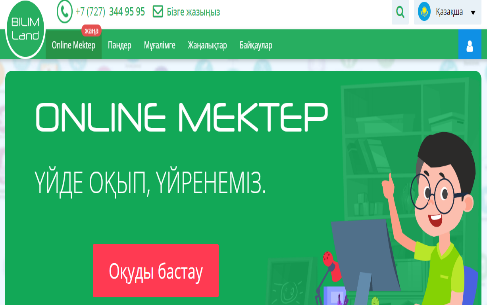 BILIM
Land
+7 (727) 344 95 95
Бізге жазыңыз
Қазақша
жаңа
Online Mektep
Пәндер
Мұғалімге
Жаңалықтар
Байқаулар
ONLINE МЕКТЕР
ҮЙДЕ ОҚЫП, ҮЙРЕНЕМІЗ.
Оқуды бастау